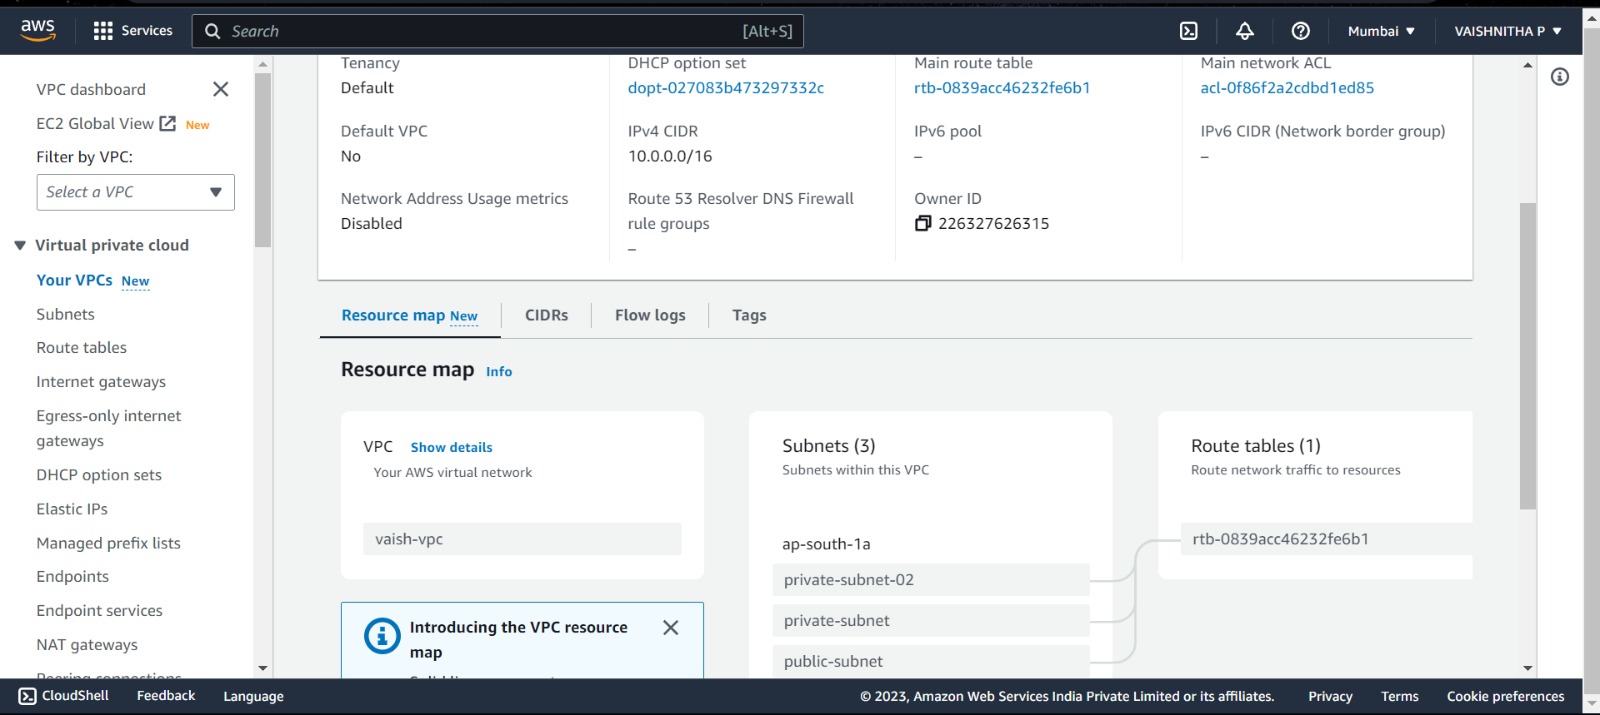 aws
Services
Search
[Alt+S]
Mumbai
VAISHNITHA P
VPC dashboard
EC2 Global View New
Filter by VPC:
Select a VPC
Virtual private cloud
Your VPCs New
Subnets
Route tables
Internet gateways
Egress-only internet
gateways
DHCP option sets
Elastic IPs
Managed prefix lists
Endpoints
Endpoint services
NAT gateways
Peering connections
Tenancy
Default
DHCP option set
dopt-027083b473297332c
Main route table
rtb-0839acc46232fe6b1
Main network ACL
acl-0f86f2a2cdbd1ed85
Default VPC
No
IPv4 CIDR
10.0.0.0/16
IPv6 pool
–
IPv6 CIDR (Network border group)
–
Network Address Usage metrics
Disabled
Route 53 Resolver DNS Firewall
rule groups
–
Owner ID
226327626315
Resource map New
CIDRs
Flow logs
Tags
Resource map Info
VPC Show details
Your AWS virtual network
vaish-vpc
Introducing the VPC resource
map
Subnets (3)
Subnets within this VPC
ap-south-1a
private-subnet-02
private-subnet
public-subnet
Route tables (1)
Route network traffic to resources
rtb-0839acc46232fe6b1
CloudShell
Feedback
Language
© 2023, Amazon Web Services India Private Limited or its affiliates.
Privacy
Terms
Cookie preferences